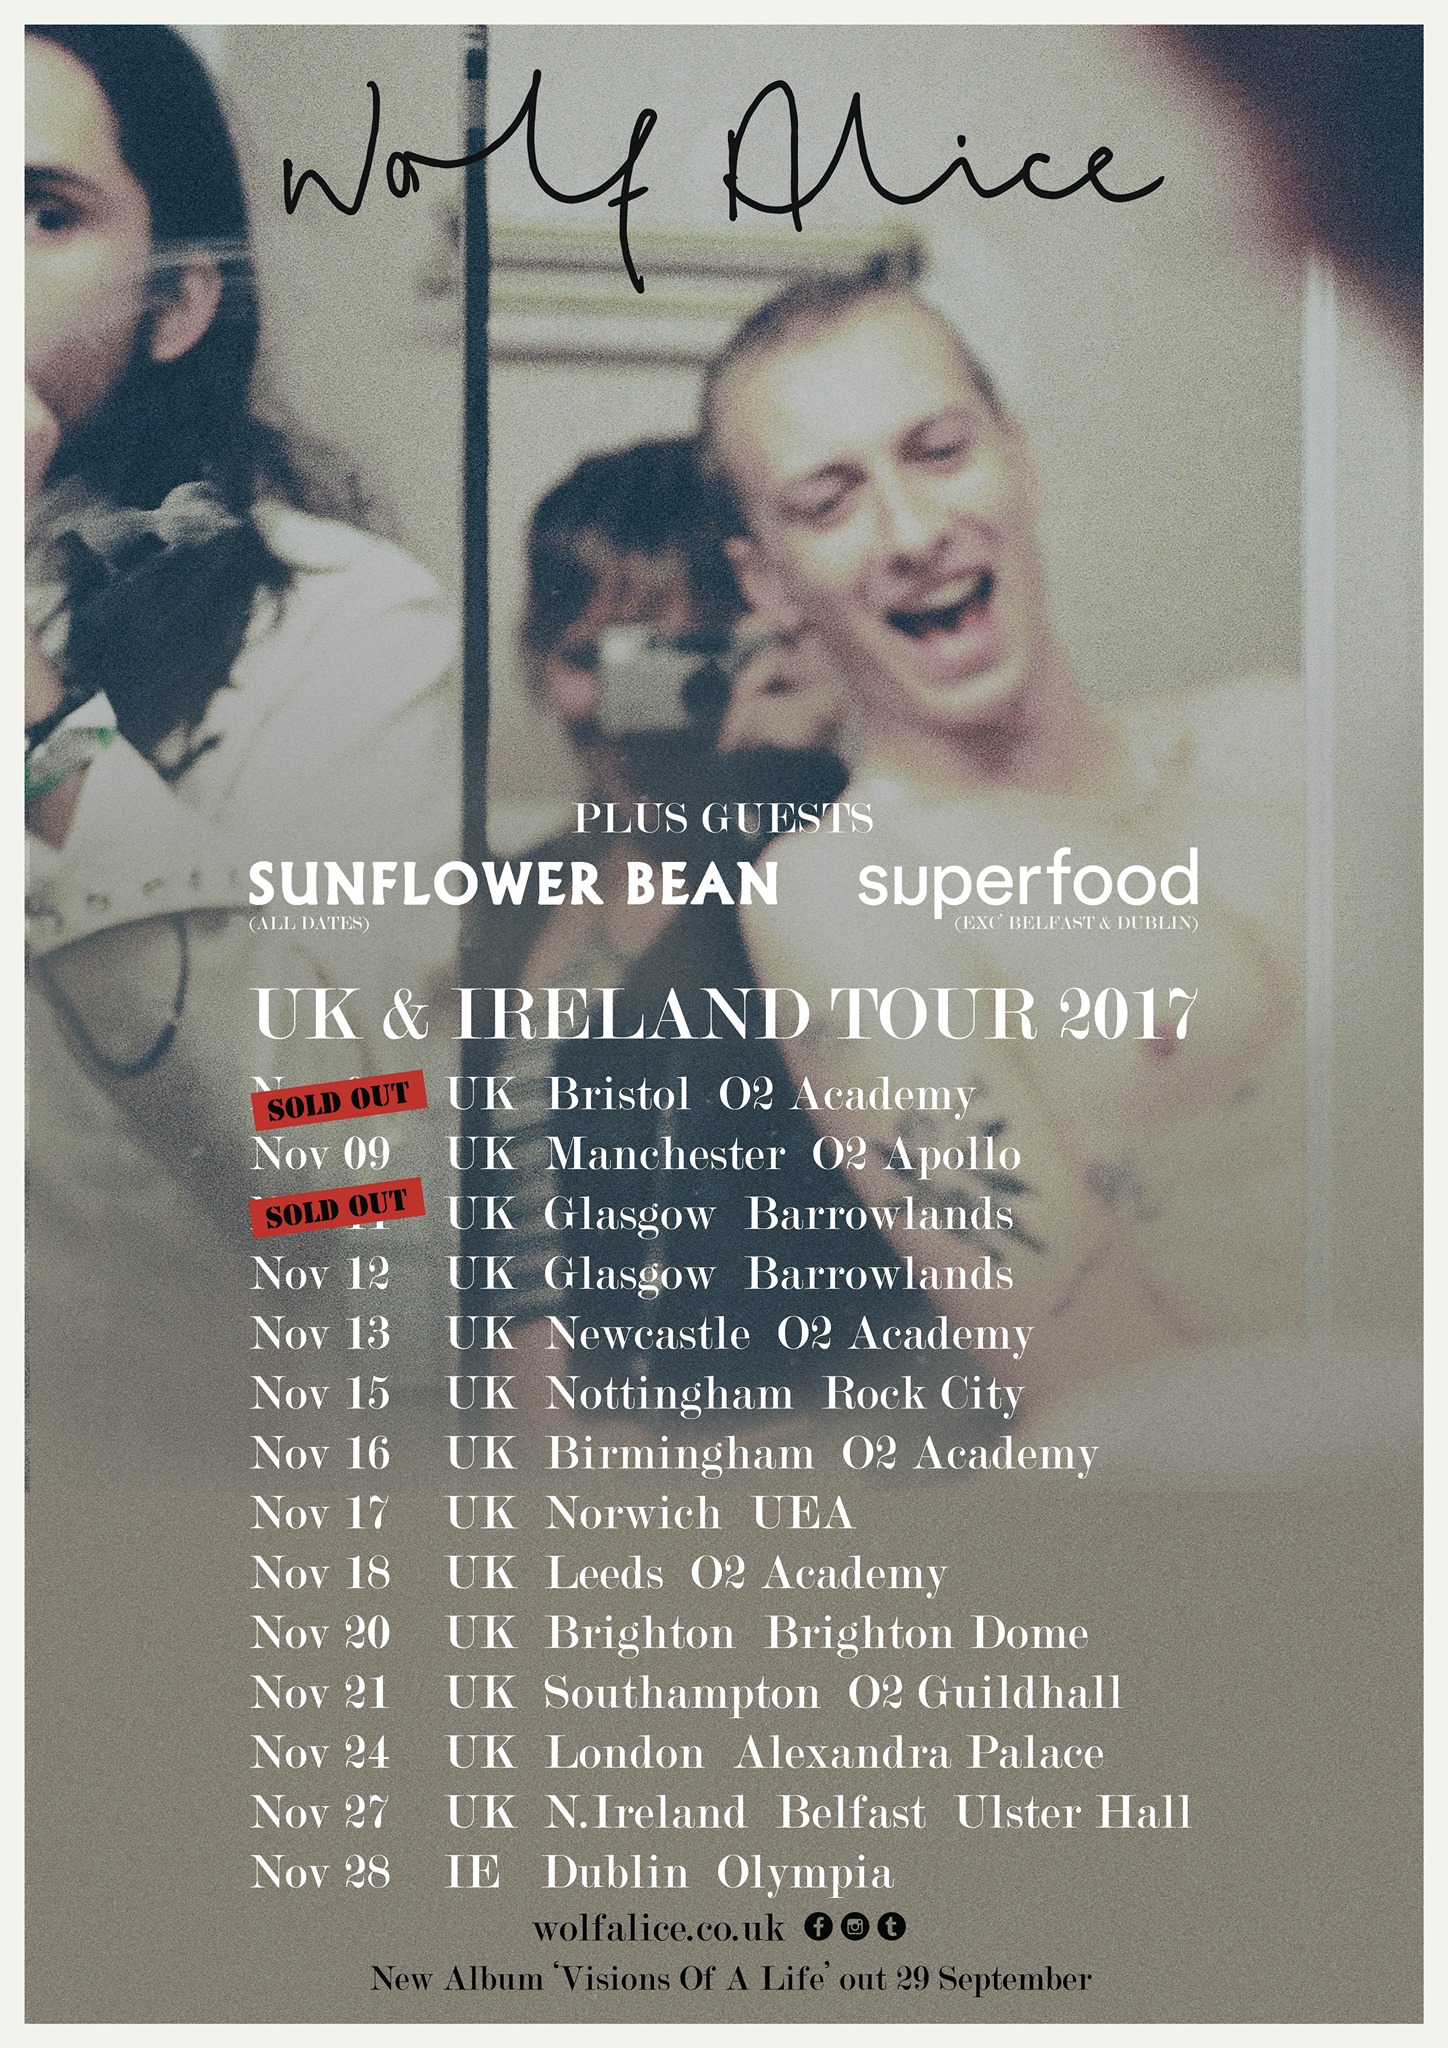 Wolf Alice
PLUS GUESTS
SUNFLOWER BEAN superfood
(ALL DATES) (EXC' BELFAST & DUBLIN)
UK & IRELAND TOUR 2017
SOLD OUT UK Bristol O2 Academy
Nov 09 UK Manchester O2 Apollo
SOLD OUT UK Glasgow Barrowlands
Nov 12 UK Glasgow Barrowlands
Nov 13 UK Newcastle O2 Academy
Nov 15 UK Nottingham Rock City
Nov 16 UK Birmingham O2 Academy
Nov 17 UK Norwich UEA
Nov 18 UK Leeds O2 Academy
Nov 20 UK Brighton Brighton Dome
Nov 21 UK Southampton O2 Guildhall
Nov 24 UK London Alexandra Palace
Nov 27 UK N.Ireland Belfast Ulster Hall
Nov 28 IE Dublin Olympia
wolfalice.co.uk
New Album 'Visions Of A Life' out 29 September